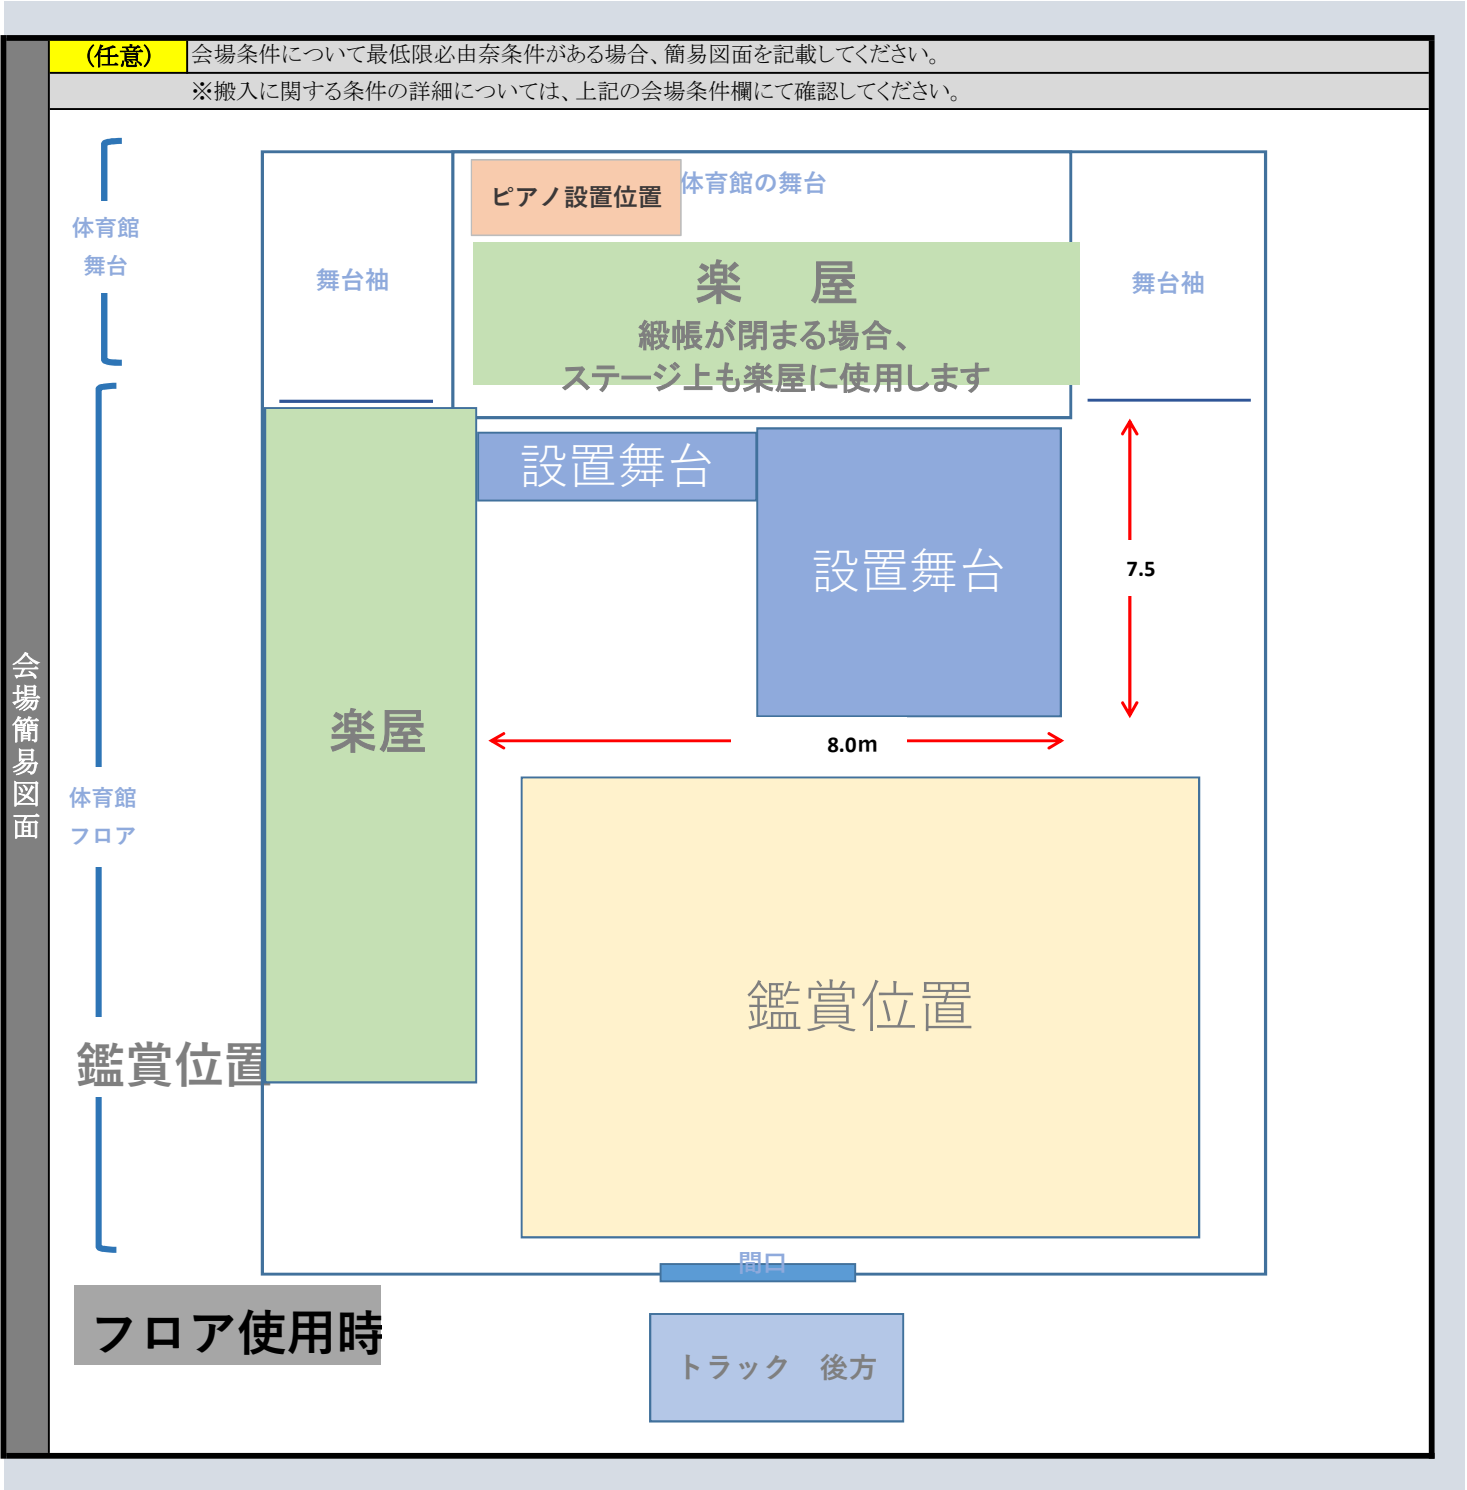 (任意)
会場条件について最低限必由奈条件がある場合、簡易図面を記載してください。
※搬入に関する条件の詳細については、上記の会場条件欄にて確認してください。
会場簡易図面
体育館
舞台
ピアノ設置位置
体育館の舞台
舞台袖
楽　屋
緞帳が閉まる場合、
ステージ上も楽屋に使用します
舞台袖
設置舞台
設置舞台
7.5
楽屋
8.0m
体育館
フロア
鑑賞位置
鑑賞位置
間口
フロア使用時
トラック　後方